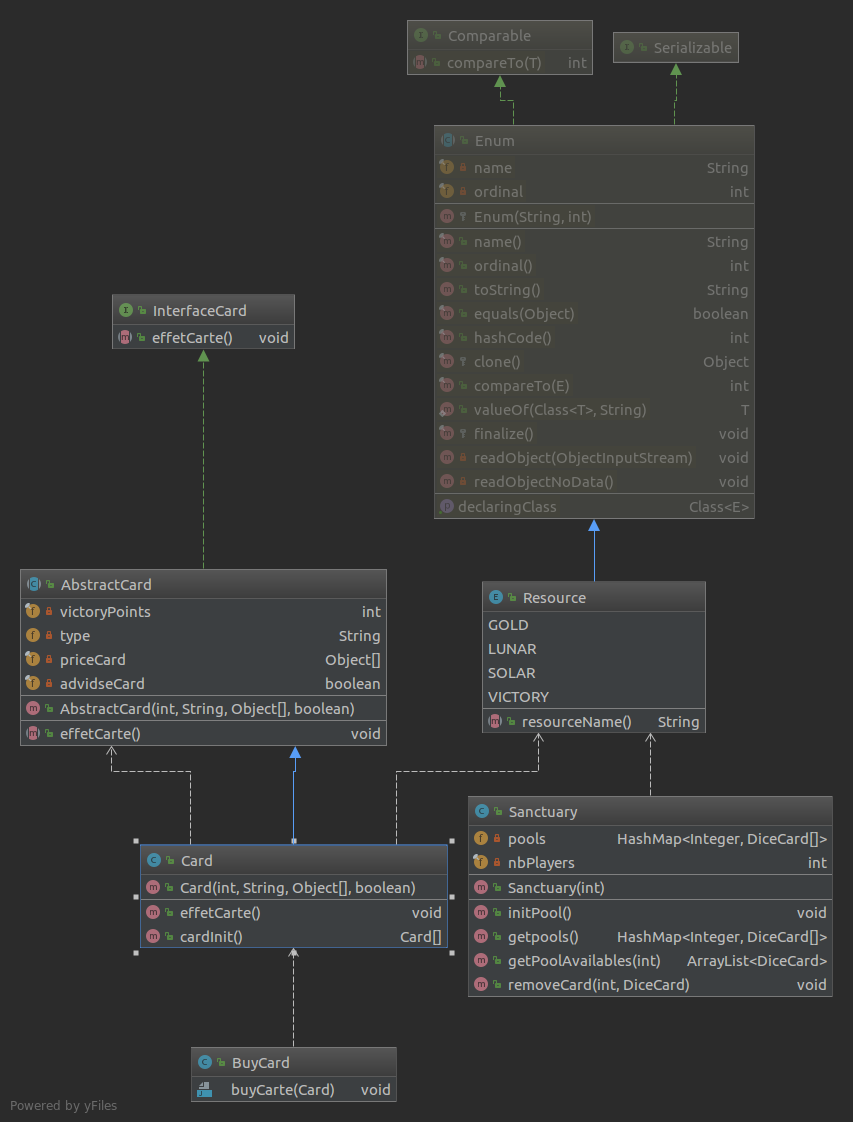 Comparable
compareTo(T) int
Serializable
Enum
name String
ordinal int
Enum(String, int)
name() String
ordinal() int
toString() String
equals(Object) boolean
hashCode() int
clone() Object
compareTo(E) int
valueOf(Class<T>, String) T
finalize() void
readObject(ObjectInputStream) void
readObjectNoData() void
declaringClass Class<E>
InterfaceCard
effetCarte() void
AbstractCard
victoryPoints int
type String
priceCard Object[]
advidseCard boolean
AbstractCard(int, String, Object[], boolean)
effetCarte() void
Resource
GOLD
LUNAR
SOLAR
VICTORY
resourceName() String
Card
Card(int, String, Object[], boolean)
effetCarte() void
cardInit() Card[]
Sanctuary
pools HashMap<Integer, DiceCard[]>
nbPlayers int
Sanctuary(int)
initPool() void
getpools() HashMap<Integer, DiceCard[]>
getPoolAvailables(int) ArrayList<DiceCard>
removeCard(int, DiceCard) void
BuyCard
buyCarte(Card) void
Powered by yFiles